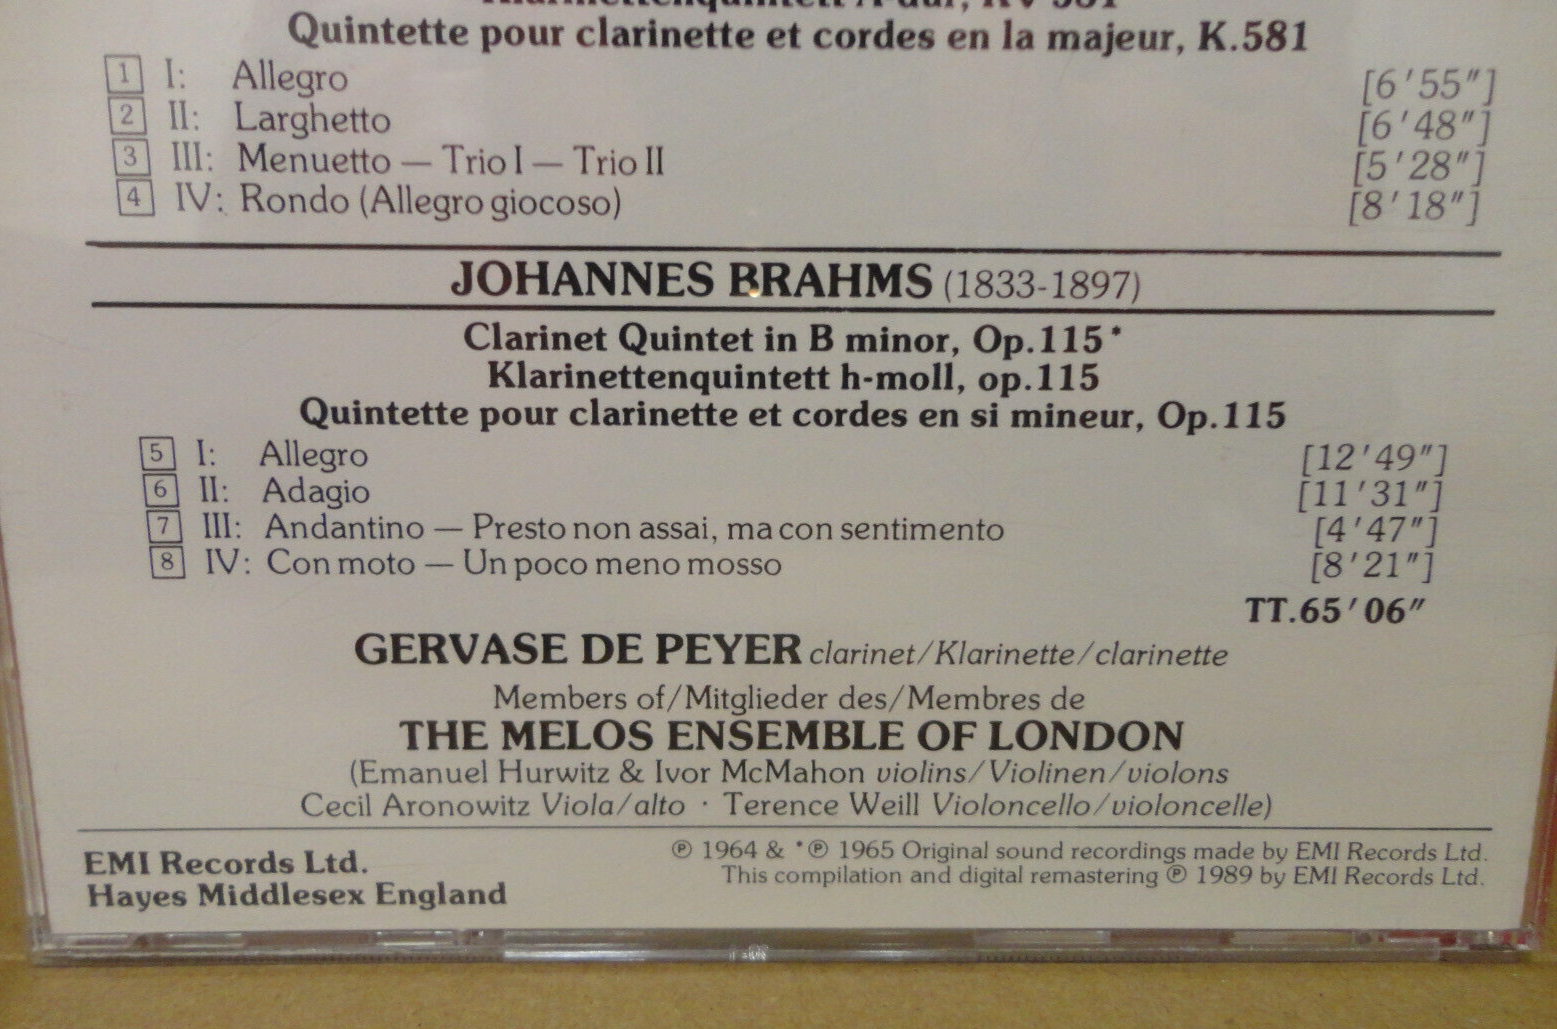 Klarinettenquintett A-dur, KV 581
Quintette pour clarinette et cordes en la majeur, K.581
1 I: Allegro [6'55"]
2 II: Larghetto [6'48"]
3 III: Menuetto — Trio I — Trio II [5'28"]
4 IV: Rondo (Allegro giocoso) [8'18"]
JOHANNES BRAHMS (1833-1897)
Clarinet Quintet in B minor, Op.115*
Klarinettenquintett h-moll, op.115
Quintette pour clarinette et cordes en si mineur, Op.115
5 I: Allegro [12'49"]
6 II: Adagio [11'31"]
7 III: Andantino — Presto non assai, ma con sentimento [4'47"]
8 IV: Con moto — Un poco meno mosso [8'21"]
TT.65'06"
GERVASE DE PEYER clarinet/Klarinette/clarinette
Members of/Mitglieder des/Membres de
THE MELOS ENSEMBLE OF LONDON
(Emanuel Hurwitz & Ivor McMahon violins/Violinen/violons
Cecil Aronowitz Viola/alto · Terence Weill Violoncello/violoncelle)
EMI Records Ltd.
Hayes Middlesex England
℗ 1964 & *℗ 1965 Original sound recordings made by EMI Records Ltd.
This compilation and digital remastering ℗ 1989 by EMI Records Ltd.